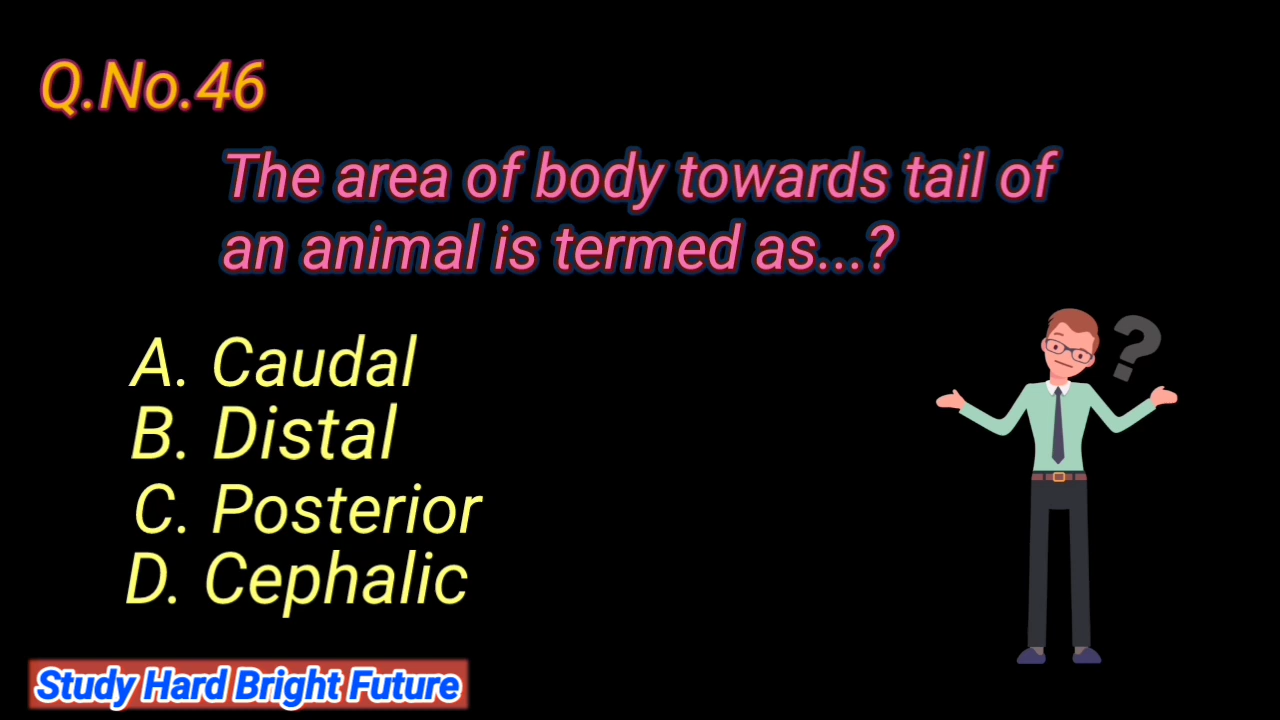 Q.No.46
The area of body towards tail of
an animal is termed as...?
A. Caudal
B. Distal
C. Posterior
D. Cephalic
?
Study Hard Bright Future